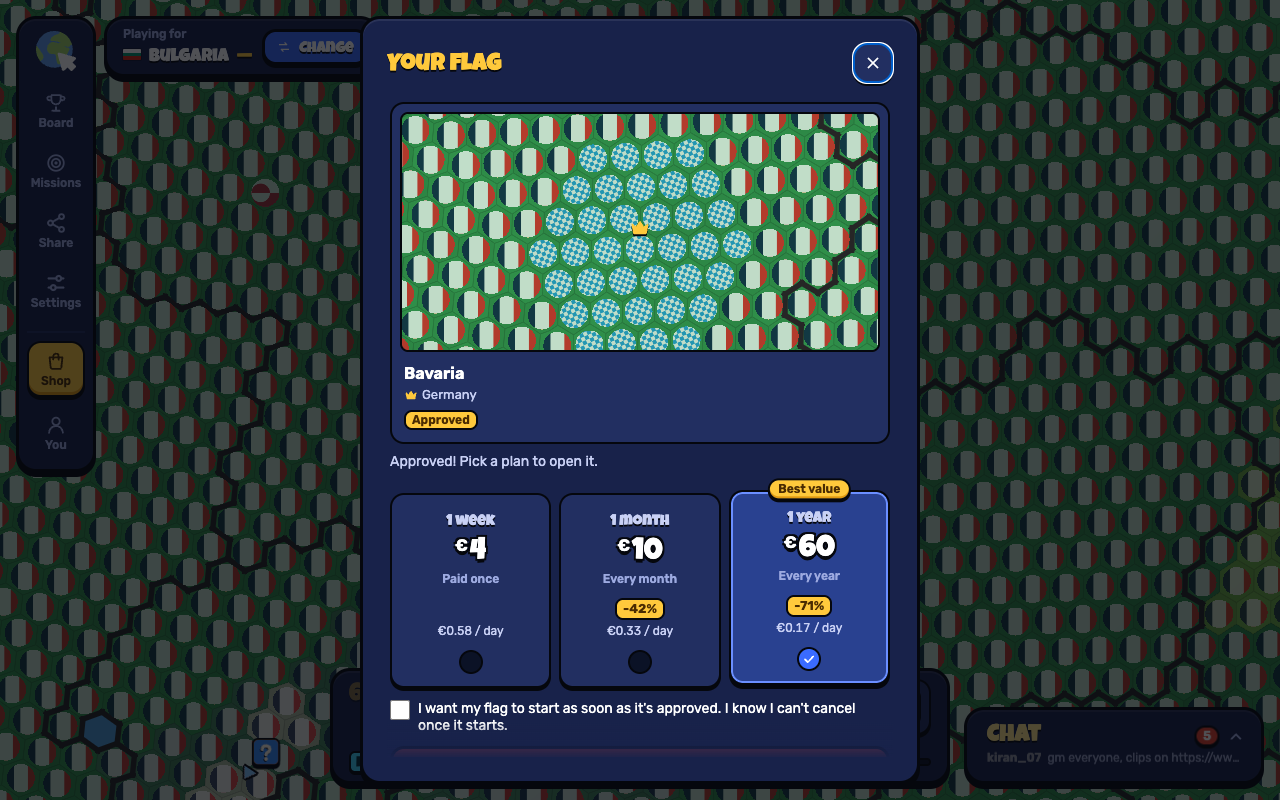 Playing for
BULGARIA
CHANGE
Board
Missions
Share
Settings
Shop
You
YOUR FLAG
Bavaria
Germany
Approved
Approved! Pick a plan to open it.
1 WEEK
€4
Paid once
€0.58 / day
1 MONTH
€10
Every month
-42%
€0.33 / day
Best value
1 YEAR
€60
Every year
-71%
€0.17 / day
I want my flag to start as soon as it's approved. I know I can't cancel
once it starts.
?
CHAT
5
kiran_07 gm everyone, clips on https://ww…